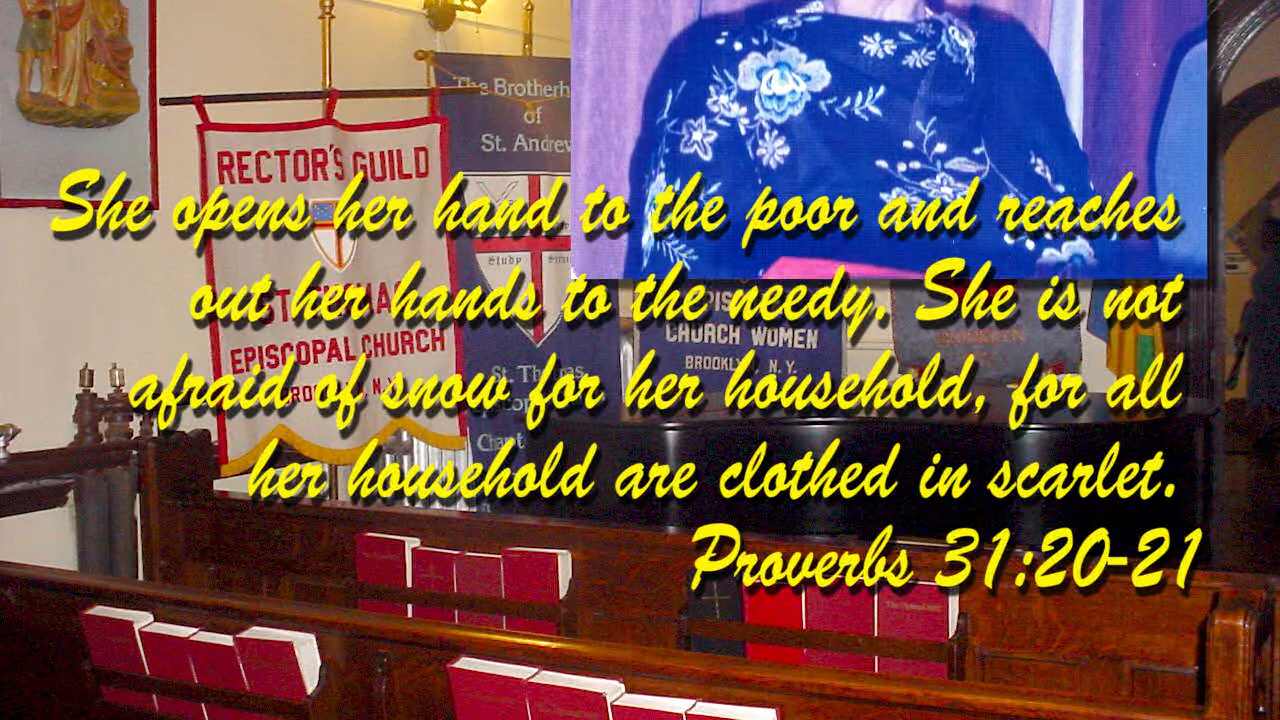 The Brotherh
of
St. Andrew
RECTOR'S GUILD
She opens her hand to the poor and reaches
Study
out her hands to the needy. She is not
CHURCH WOMEN
EPISCOPAL CHURCH
BROOKLYN, N.Y.
St. Thomas
afraid of snow for her household, for all
her household are clothed in scarlet.
Proverbs 31:20-21